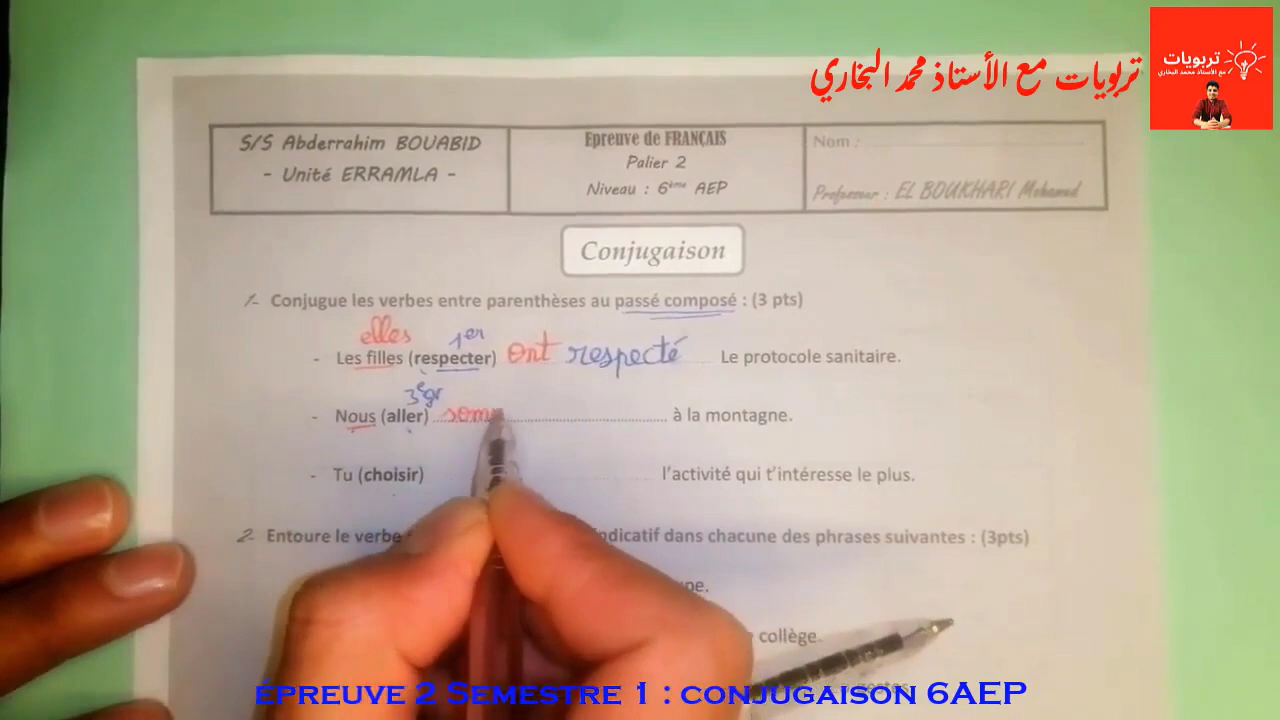 تربويات مع الأستاذ محمد البخاري
تربويات
مع الأستاذ محمد البخاري
S/S Abderrahim BOUABID
- Unité ERRAMLA -
Epreuve de FRANÇAIS
Palier 2
Niveau : 6ème AEP
Nom :
Professeur : EL BOUKHARI Mohamed
Conjugaison
1- Conjugue les verbes entre parenthèses au passé composé : (3 pts)
elles 1er
- Les filles (respecter) ont respecté Le protocole sanitaire.
3e gr
- Nous (aller) som ........................ à la montagne.
- Tu (choisir) l'activité qui t'intéresse le plus.
2- Entoure le verbe indicatif dans chacune des phrases suivantes : (3pts)
collège.
épreuve 2 Semestre 1 : conjugaison 6AEP